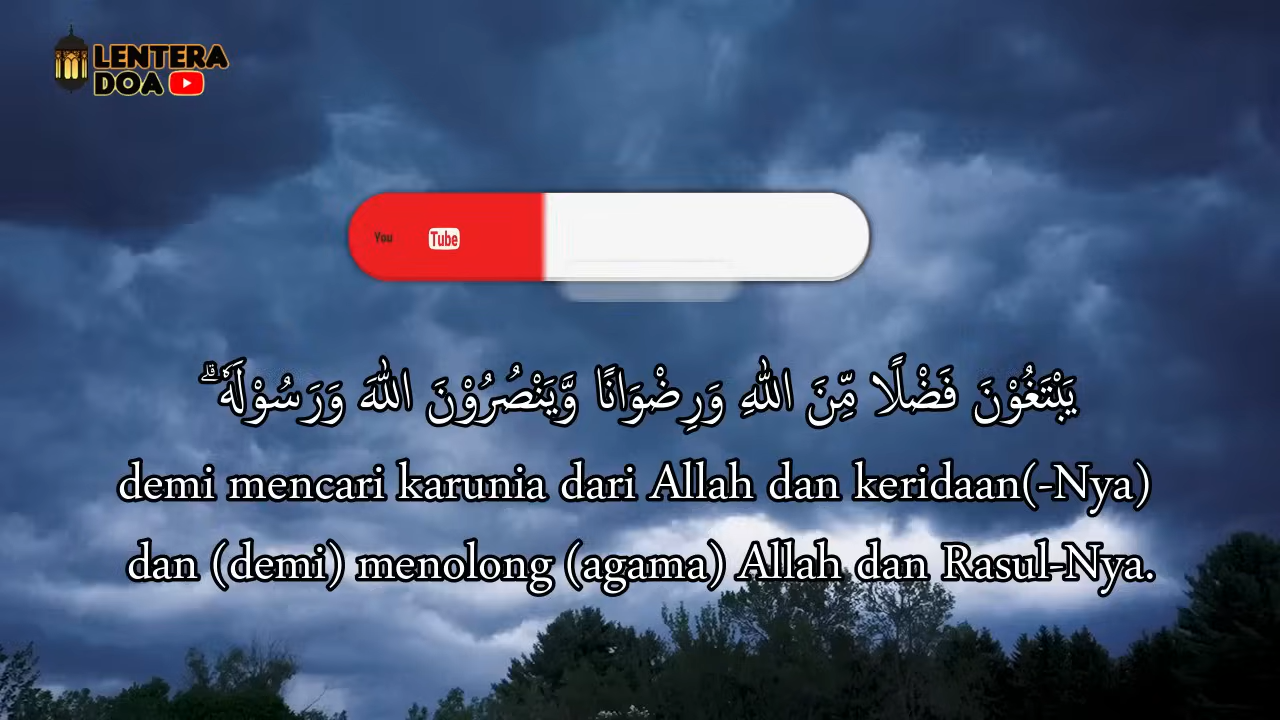 LENTERA
DOA
You Tube
يَبْتَغُوْنَ فَضْلًا مِّنَ اللّٰهِ وَرِضْوَانًا وَّيَنْصُرُوْنَ اللّٰهَ وَرَسُوْلَهٗ ۗ
demi mencari karunia dari Allah dan keridaan(-Nya)
dan (demi) menolong (agama) Allah dan Rasul-Nya.